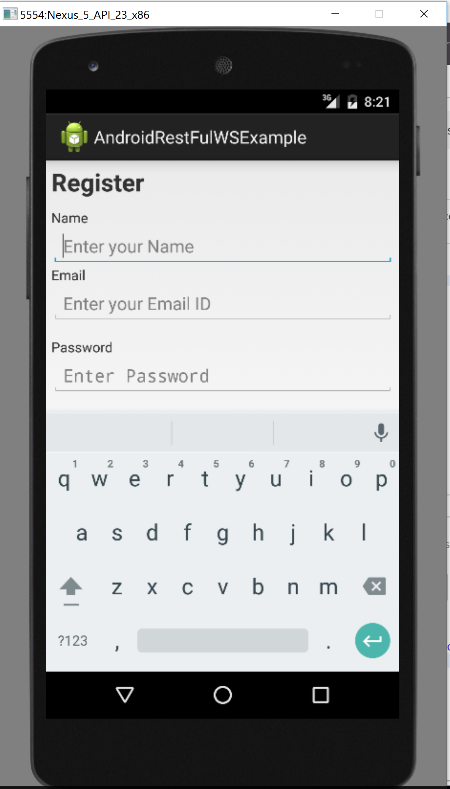 5554:Nexus_5_API_23_x86
3G 8:21
AndroidRestFulWSExample
Register
Name
Enter your Name
Email
Enter your Email ID
Password
Enter Password
1 2 3 4 5 6 7 8 9 0
q w e r t y u i o p
a s d f g h j k l
z x c v b n m
?123 , .